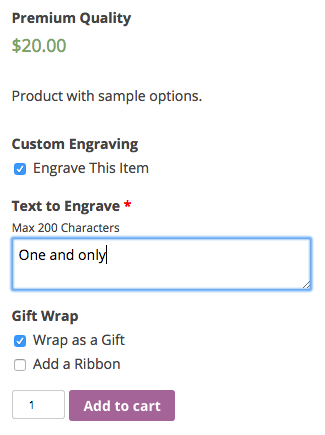 Premium Quality
$20.00
Product with sample options.
Custom Engraving
Engrave This Item
Text to Engrave *
Max 200 Characters
One and only
Gift Wrap
Wrap as a Gift
Add a Ribbon
1 Add to cart